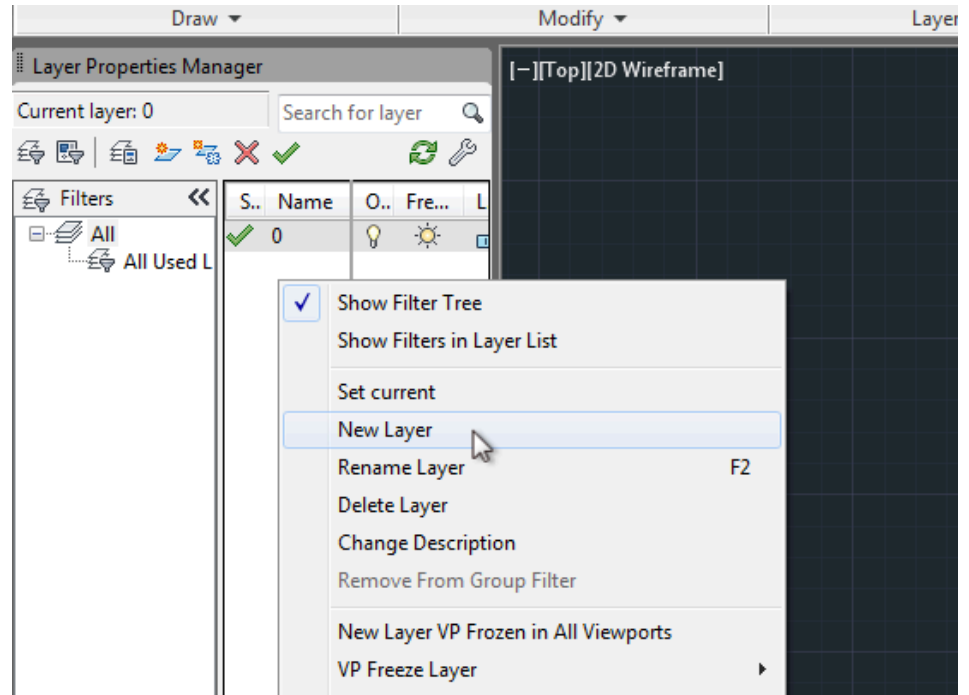 Draw Modify Layer
Layer Properties Manager
[−][Top][2D Wireframe]
Current layer: 0
Search for layer
Filters
S.. Name O.. Fre... L
All
0
All Used L
Show Filter Tree
Show Filters in Layer List
Set current
New Layer
Rename Layer F2
Delete Layer
Change Description
Remove From Group Filter
New Layer VP Frozen in All Viewports
VP Freeze Layer